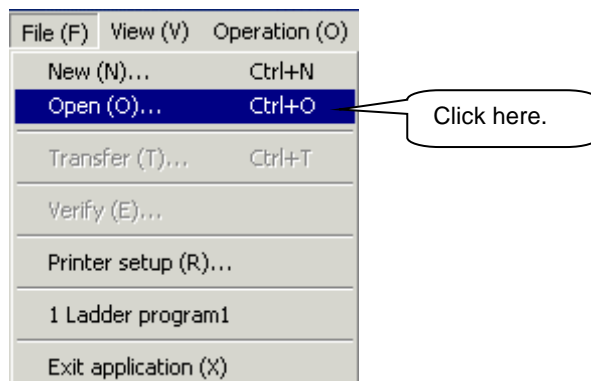 File (F) View (V) Operation (O)
New (N)... Ctrl+N
Open (O)... Ctrl+O
Click here.
Transfer (T)... Ctrl+T
Verify (E)...
Printer setup (R)...
1 Ladder program1
Exit application (X)